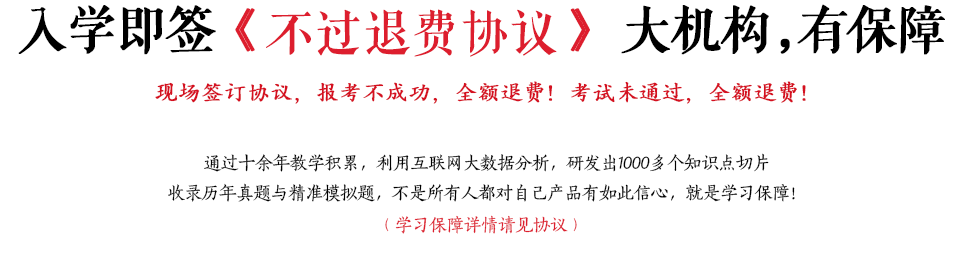 入学即签《不过退费协议》大机构,有保障
现场签订协议，报考不成功，全额退费！考试未通过，全额退费！
通过十余年教学积累，利用互联网大数据分析，研发出1000多个知识点切片
收录历年真题与精准模拟题，不是所有人都对自己产品有如此信心，就是学习保障！
（学习保障详情请见协议）